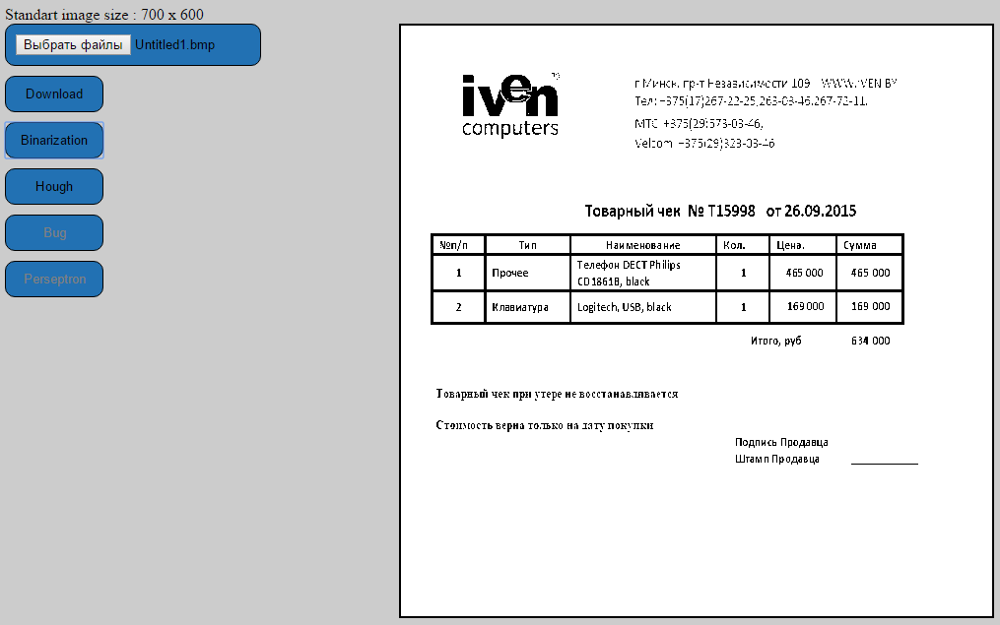 Standart image size : 700 x 600
Выбрать файлы Untitled1.bmp
Download
Binarization
Hough
Bug
Perseptron
iven
computers
г Минск, пр-т Независимости 109 WWW.IVEN.BY
Тел: +375(17)267-22-25,263-03-46,267-72-11,
МТС +375(29)573-03-46,
Velcom +375(29)323-03-46
Товарный чек № Т15998 от 26.09.2015
№п/п Тип Наименование Кол. Цена. Сумма
1 Прочее Телефон DECT Philips CD1861B, black 1 465 000 465 000
2 Клавиатура Logitech, USB, black 1 169 000 169 000
Итого, руб 634 000
Товарный чек при утере не восстанавливается
Стоимость верна только на дату покупки
Подпись Продавца
Штамп Продавца